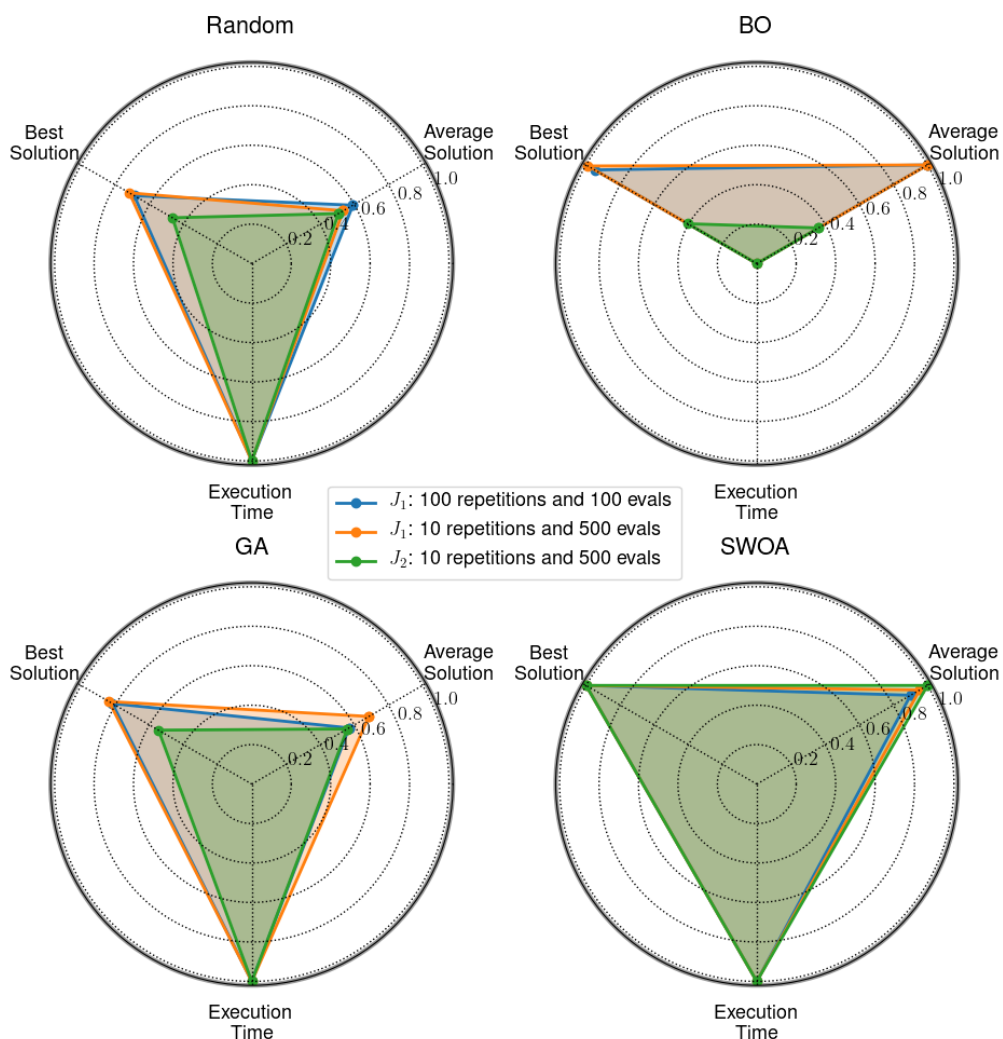 Random
Best
Solution
Average
Solution
1.0
0.8
0.6
0.4
0.2
Execution
Time
BO
Best
Solution
Average
Solution
1.0
0.8
0.6
0.4
0.2
Execution
Time
J1: 100 repetitions and 100 evals
J1: 10 repetitions and 500 evals
J2: 10 repetitions and 500 evals
GA
Best
Solution
Average
Solution
1.0
0.8
0.6
0.4
0.2
Execution
Time
SWOA
Best
Solution
Average
Solution
1.0
0.8
0.6
0.4
0.2
Execution
Time